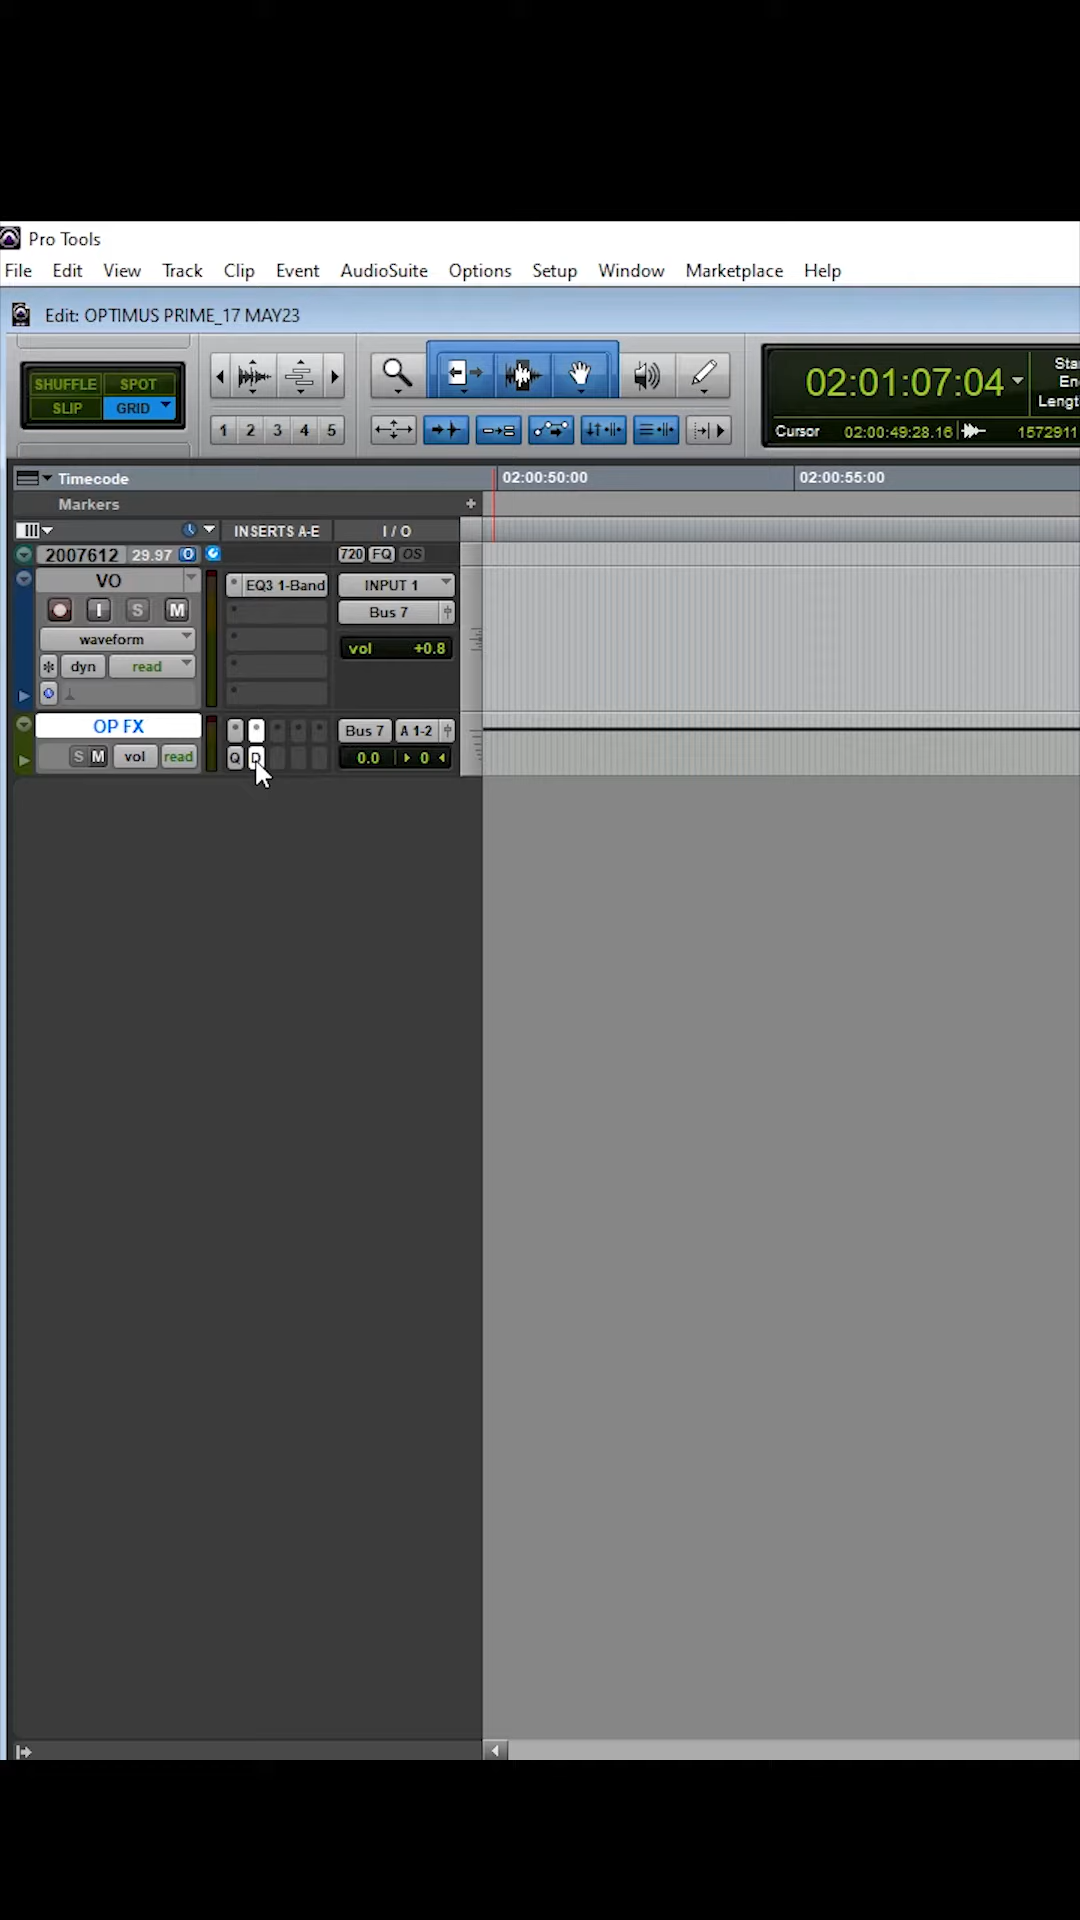 Pro Tools
File Edit View Track Clip Event AudioSuite Options Setup Window Marketplace Help
Edit: OPTIMUS PRIME_17 MAY23
SHUFFLE SPOT
SLIP GRID
1 2 3 4 5
02:01:07:04
Sta
En
Length
Cursor 02:00:49:28.16 1572911
Timecode 02:00:50:00 02:00:55:00
Markers +
INSERTS A-E I / O
2007612 29.97 O 720 FQ OS
VO EQ3 1-Band INPUT 1
I S M Bus 7
waveform vol +0.8
dyn read
OP FX Bus 7 A 1-2
S M vol read Q D 0.0 0